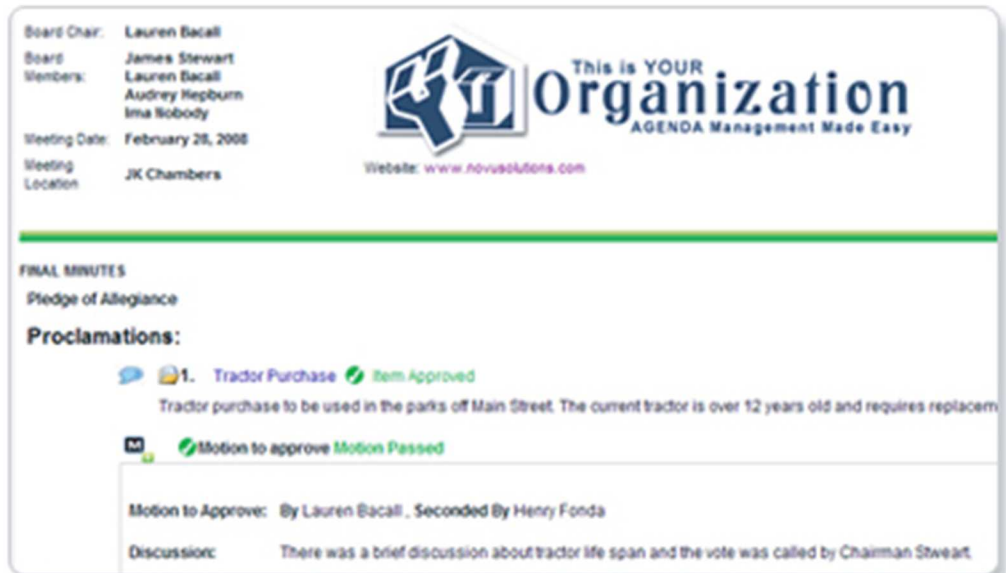 Board Chair: Lauren Bacall
Board Members: James Stewart
Lauren Bacall
Audrey Hepburn
Ima Nobody
Meeting Date: February 28, 2008
Meeting Location JK Chambers
This is YOUR
Organization
AGENDA Management Made Easy
Website: www.novusolutions.com
FINAL MINUTES
Pledge of Allegiance
Proclamations:
1. Tractor Purchase Item Approved
Tractor purchase to be used in the parks off Main Street. The current tractor is over 12 years old and requires replacem
M Motion to approve Motion Passed
Motion to Approve: By Lauren Bacall , Seconded By Henry Fonda
Discussion: There was a brief discussion about tractor life span and the vote was called by Chairman Stweart.